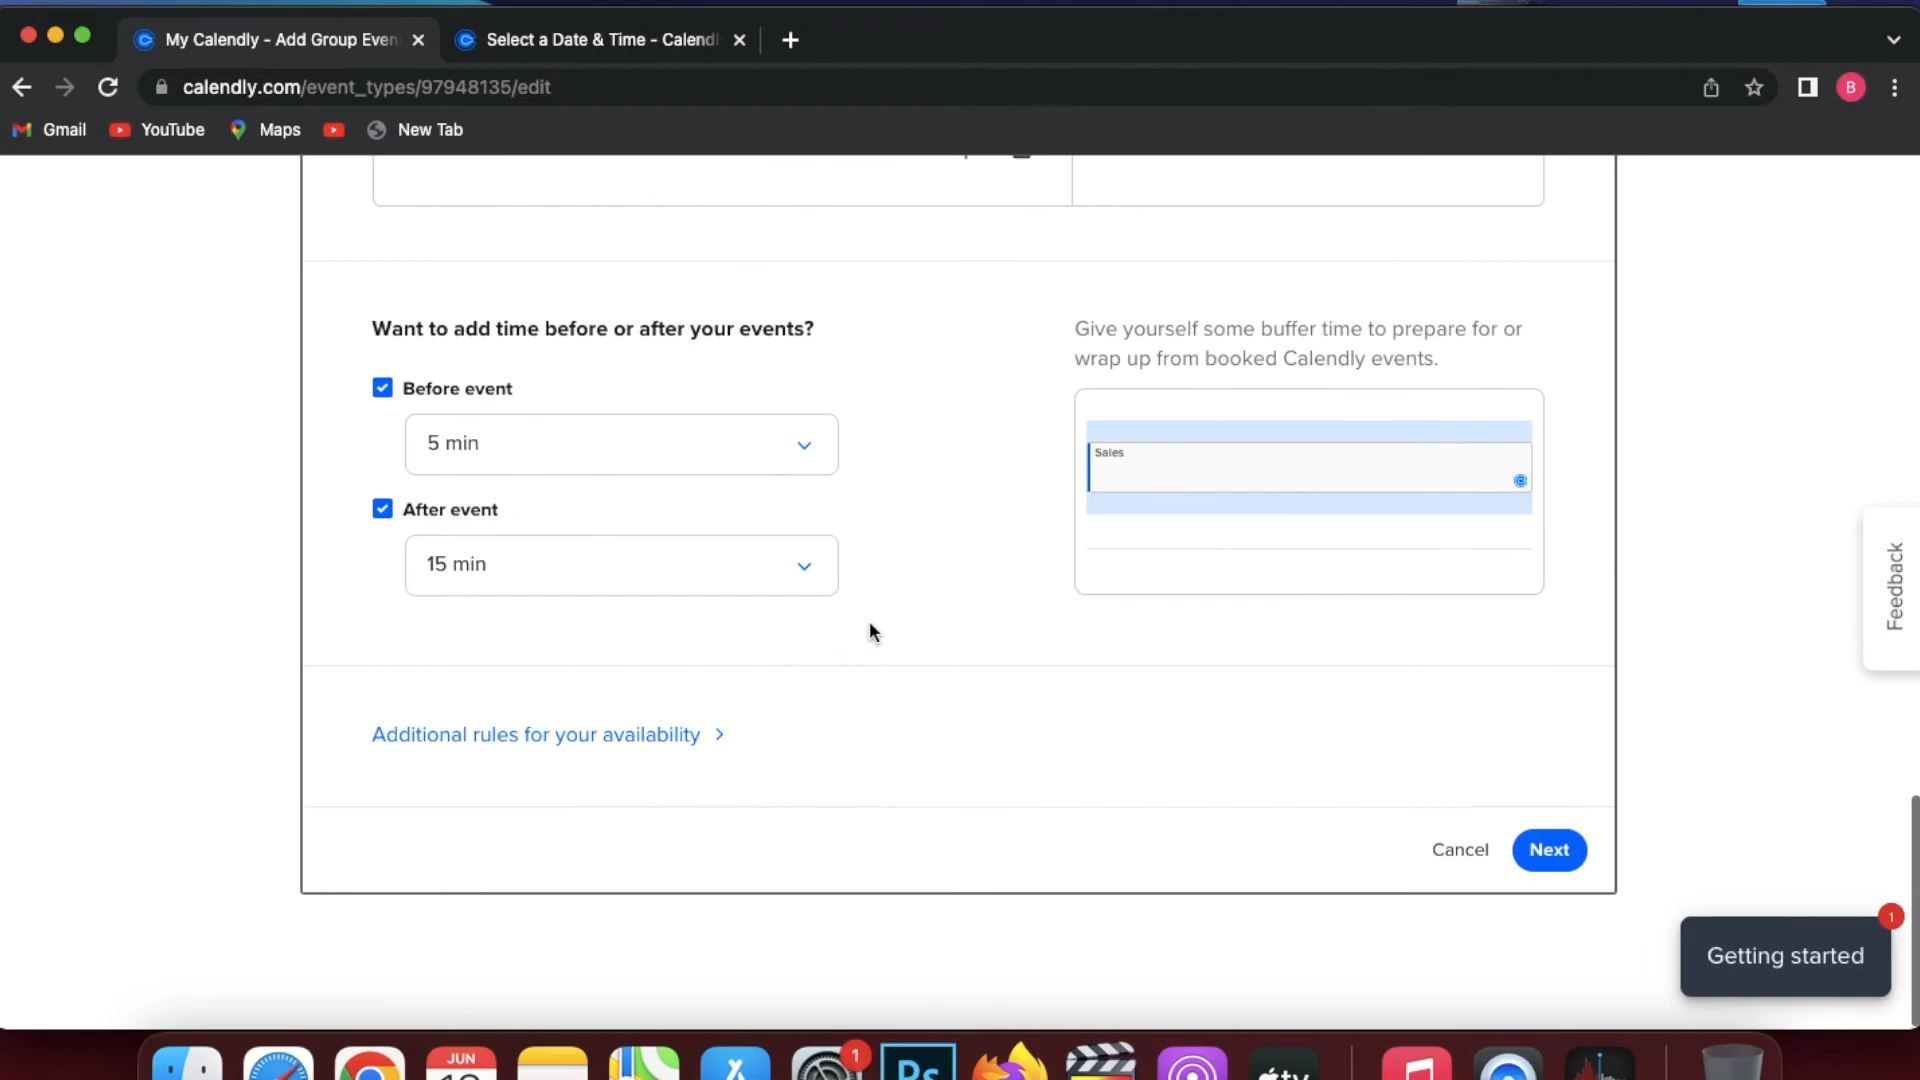 My Calendly - Add Group Even
Select a Date & Time - Calendl
calendly.com/event_types/97948135/edit
B
Gmail
YouTube
Maps
New Tab
Want to add time before or after your events?
Give yourself some buffer time to prepare for or
wrap up from booked Calendly events.
Before event
5 min
Sales
After event
15 min
Feedback
Additional rules for your availability
Cancel
Next
1
Getting started
JUN
1
Ps
tv